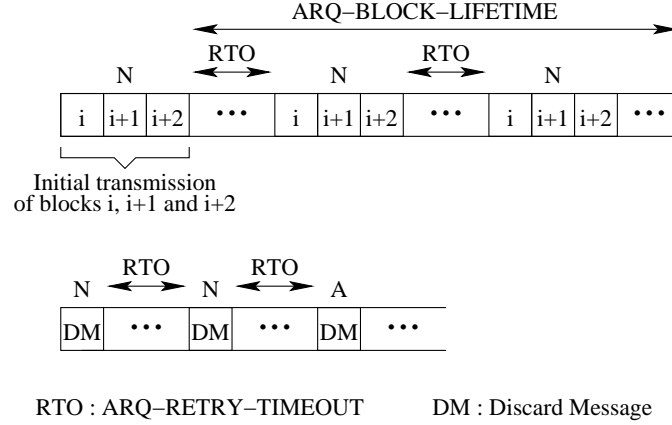 ARQ−BLOCK−LIFETIME
RTO RTO
N N N
i i+1 i+2 ••• i i+1 i+2 ••• i i+1 i+2 •••
Initial transmission
of blocks i, i+1 and i+2
RTO RTO
N N A
DM ••• DM ••• DM •••
RTO : ARQ−RETRY−TIMEOUT DM : Discard Message